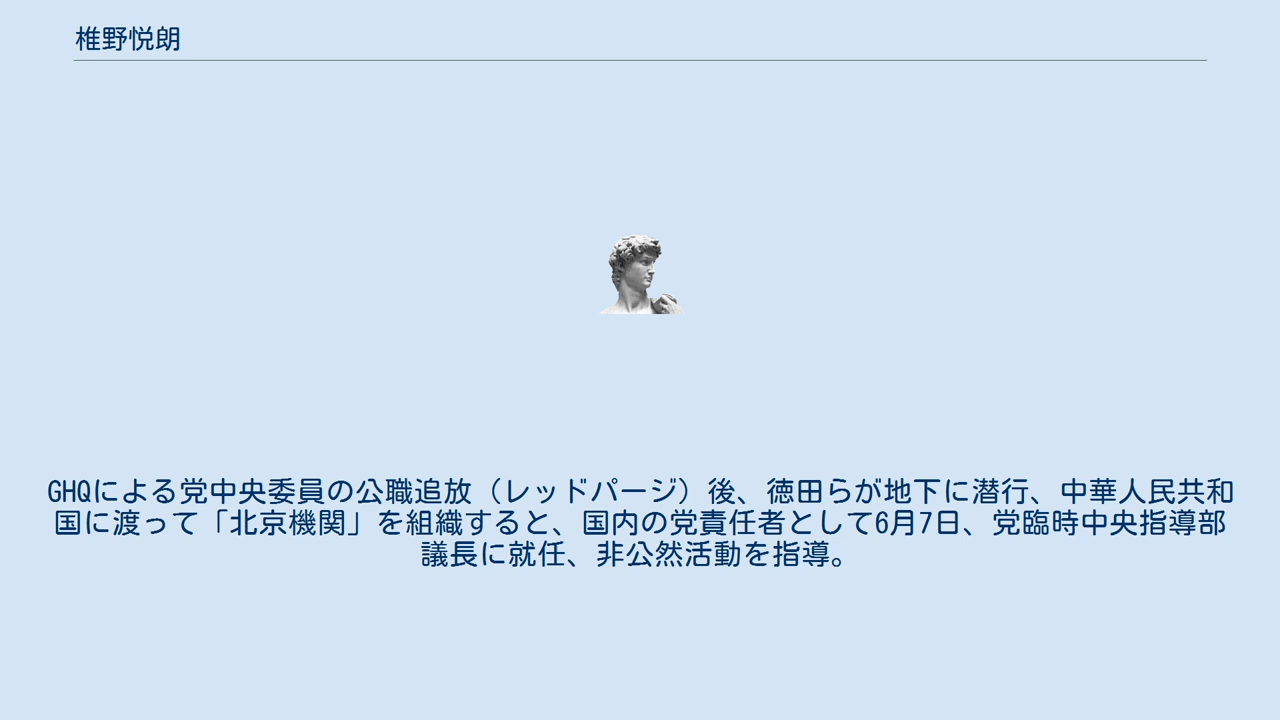 椎野悦朗
GHQによる党中央委員の公職追放（レッドパージ）後、徳田らが地下に潜行、中華人民共和
国に渡って「北京機関」を組織すると、国内の党責任者として6月7日、党臨時中央指導部
議長に就任、非公然活動を指導。